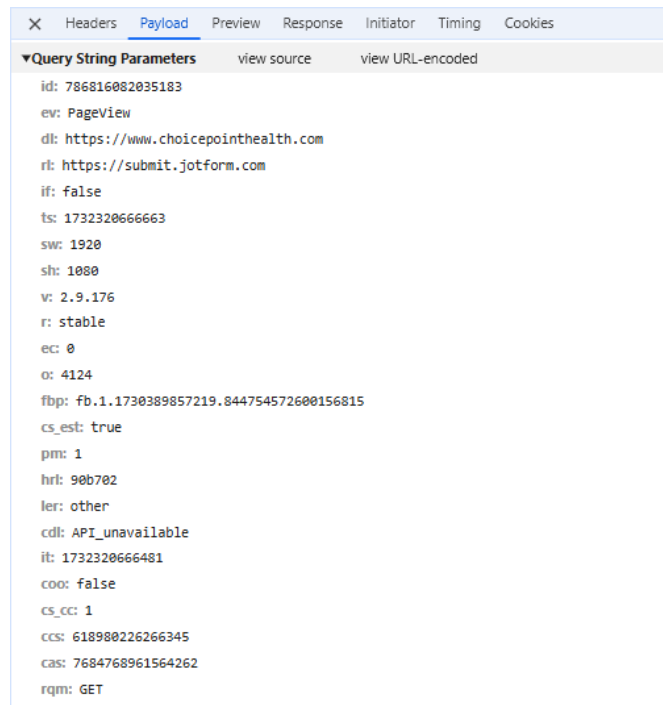 × Headers Payload Preview Response Initiator Timing Cookies
▼Query String Parameters view source view URL-encoded
id: 786816082035183
ev: PageView
dl: https://www.choicepointhealth.com
rl: https://submit.jotform.com
if: false
ts: 1732320666663
sw: 1920
sh: 1080
v: 2.9.176
r: stable
ec: 0
o: 4124
fbp: fb.1.1730389857219.844754572600156815
cs_est: true
pm: 1
hrl: 90b702
ler: other
cdl: API_unavailable
it: 1732320666481
coo: false
cs_cc: 1
ccs: 618980226266345
cas: 7684768961564262
rqm: GET